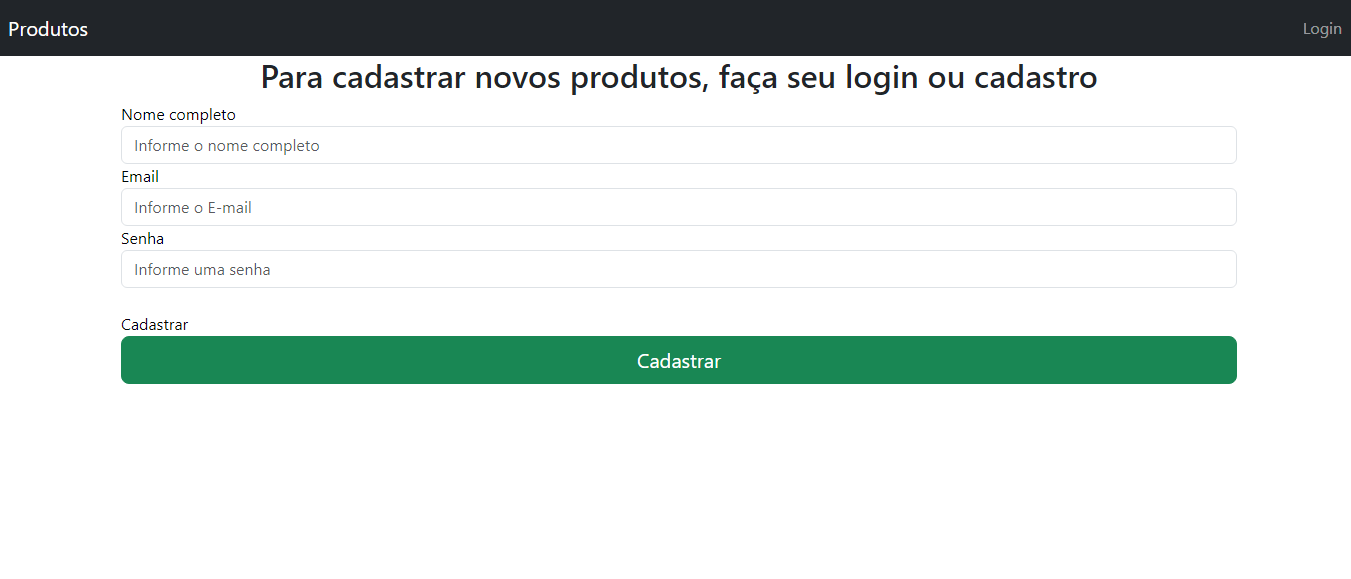 Produtos Login
Para cadastrar novos produtos, faça seu login ou cadastro
Nome completo
Informe o nome completo
Email
Informe o E-mail
Senha
Informe uma senha
Cadastrar
Cadastrar